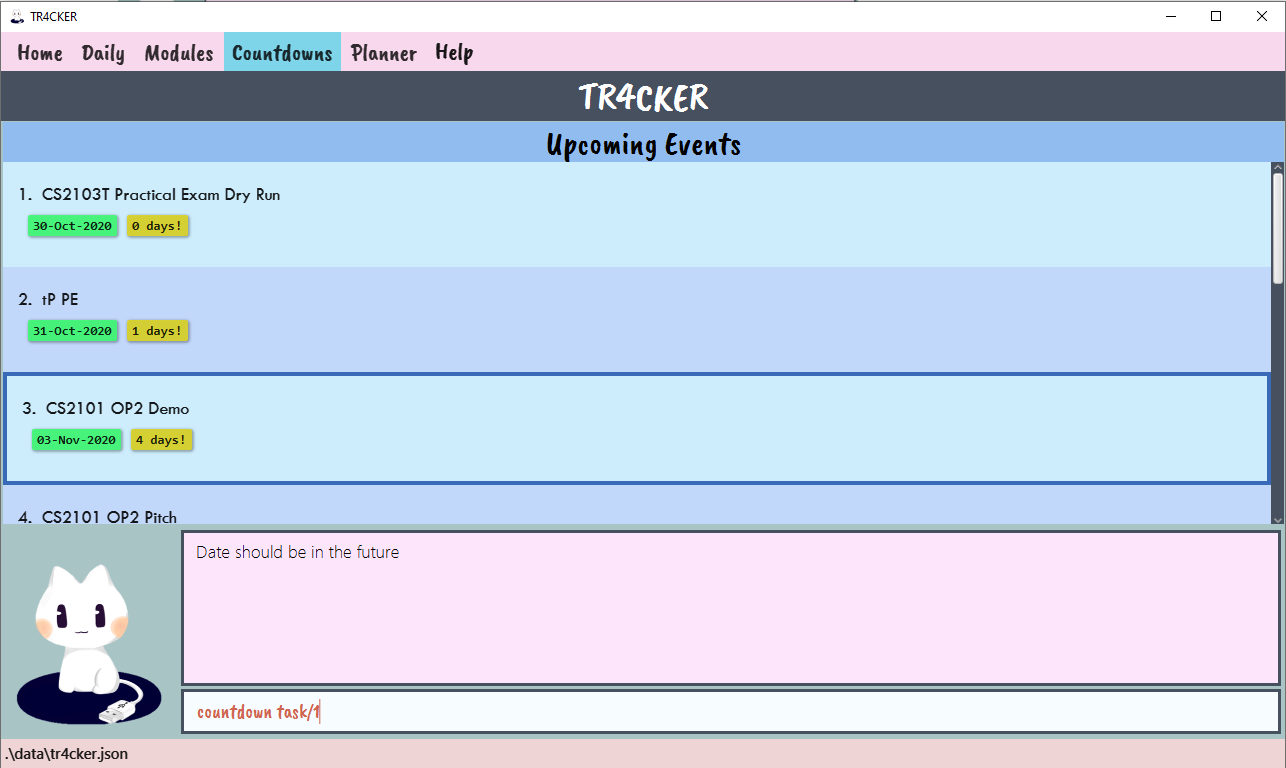 TR4CKER
Home Daily Modules Countdowns Planner Help
TR4CKER
Upcoming Events
1. CS2103T Practical Exam Dry Run
30-Oct-2020 0 days!
2. tP PE
31-Oct-2020 1 days!
3. CS2101 OP2 Demo
03-Nov-2020 4 days!
4. CS2101 OP2 Pitch
Date should be in the future
countdown task/1
.\data\tr4cker.json